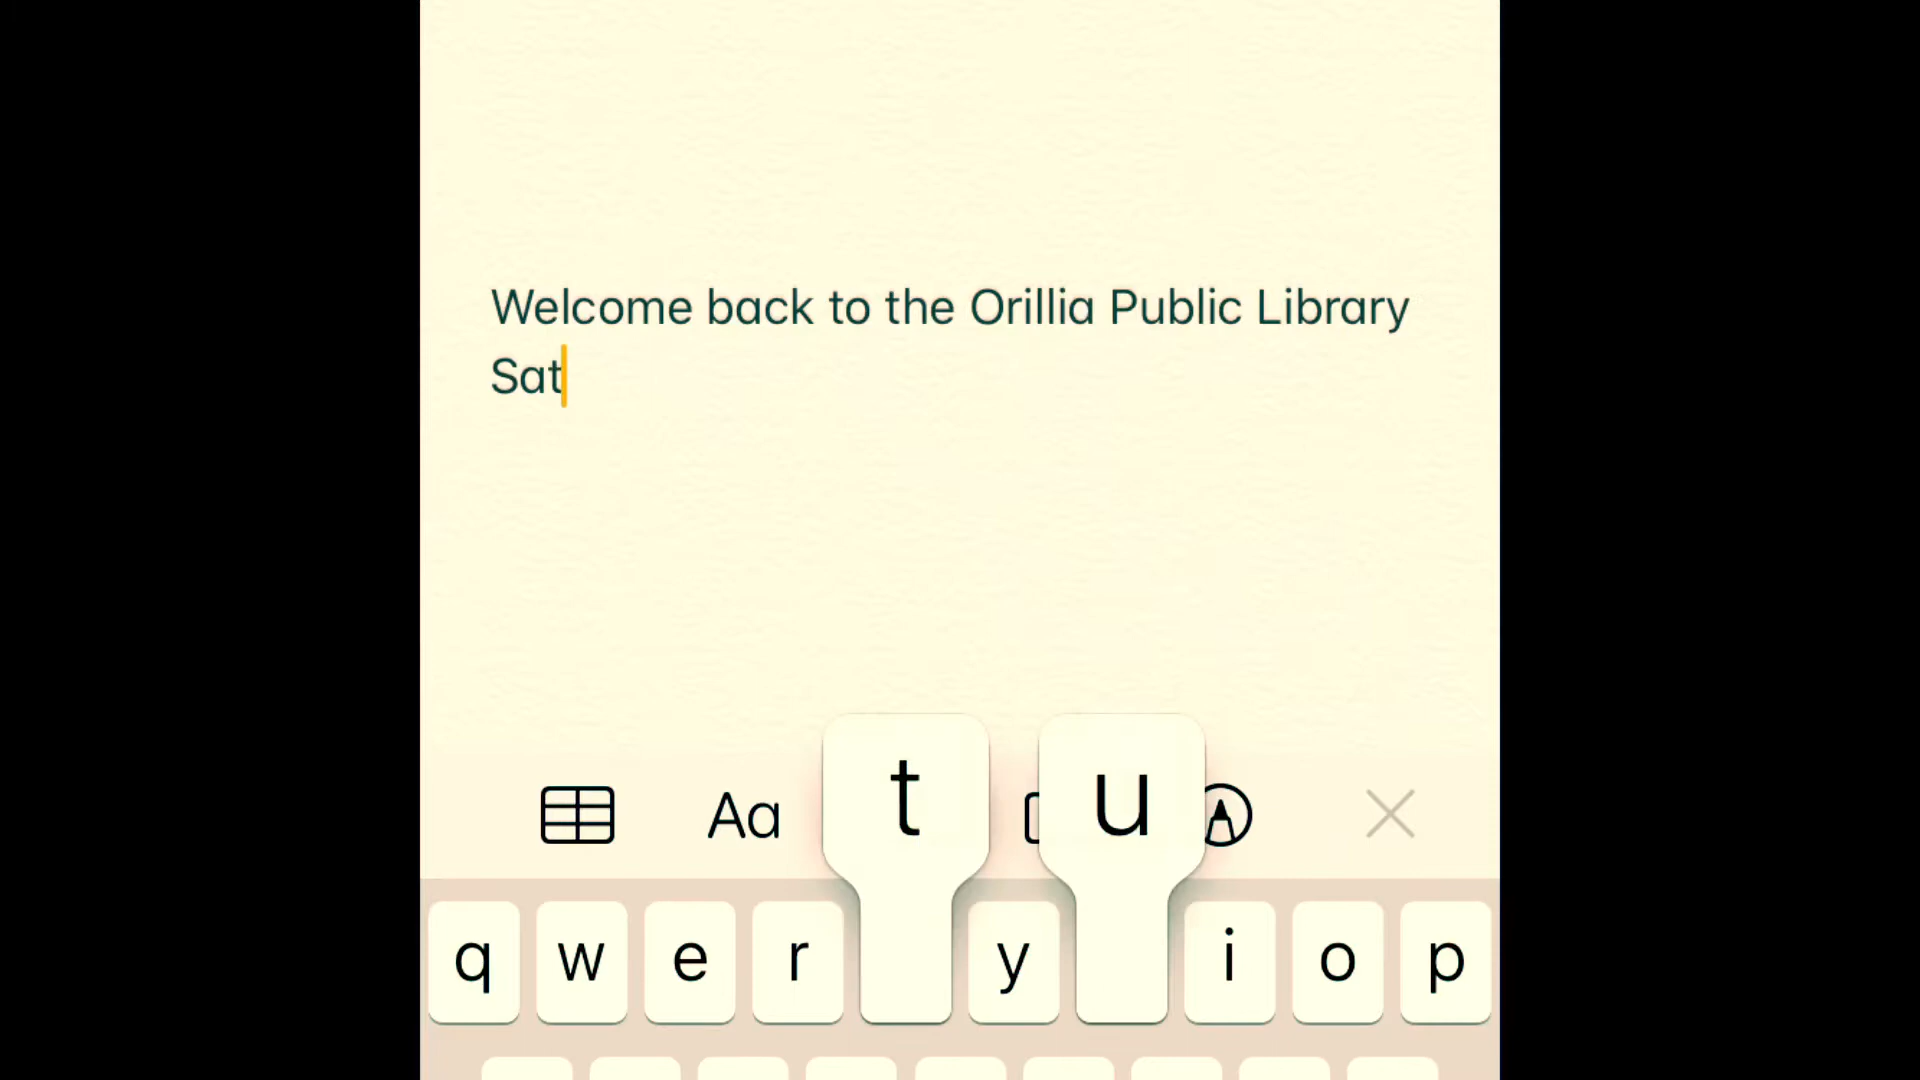 Welcome back to the Orillia Public Library
Sat
Aa
t u
q w e r y i o p